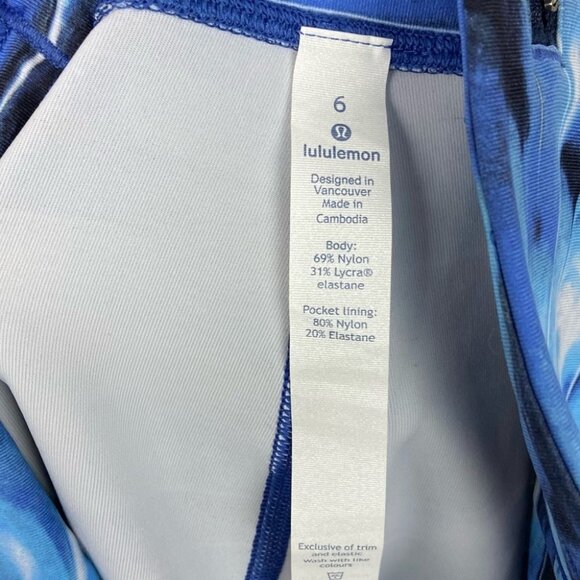 6
lululemon
Designed in
Vancouver
Made in
Cambodia
Body:
69% Nylon
31% Lycra®
elastane
Pocket lining:
80% Nylon
20% Elastane
Exclusive of trim
and elastic
Wash with like
colours